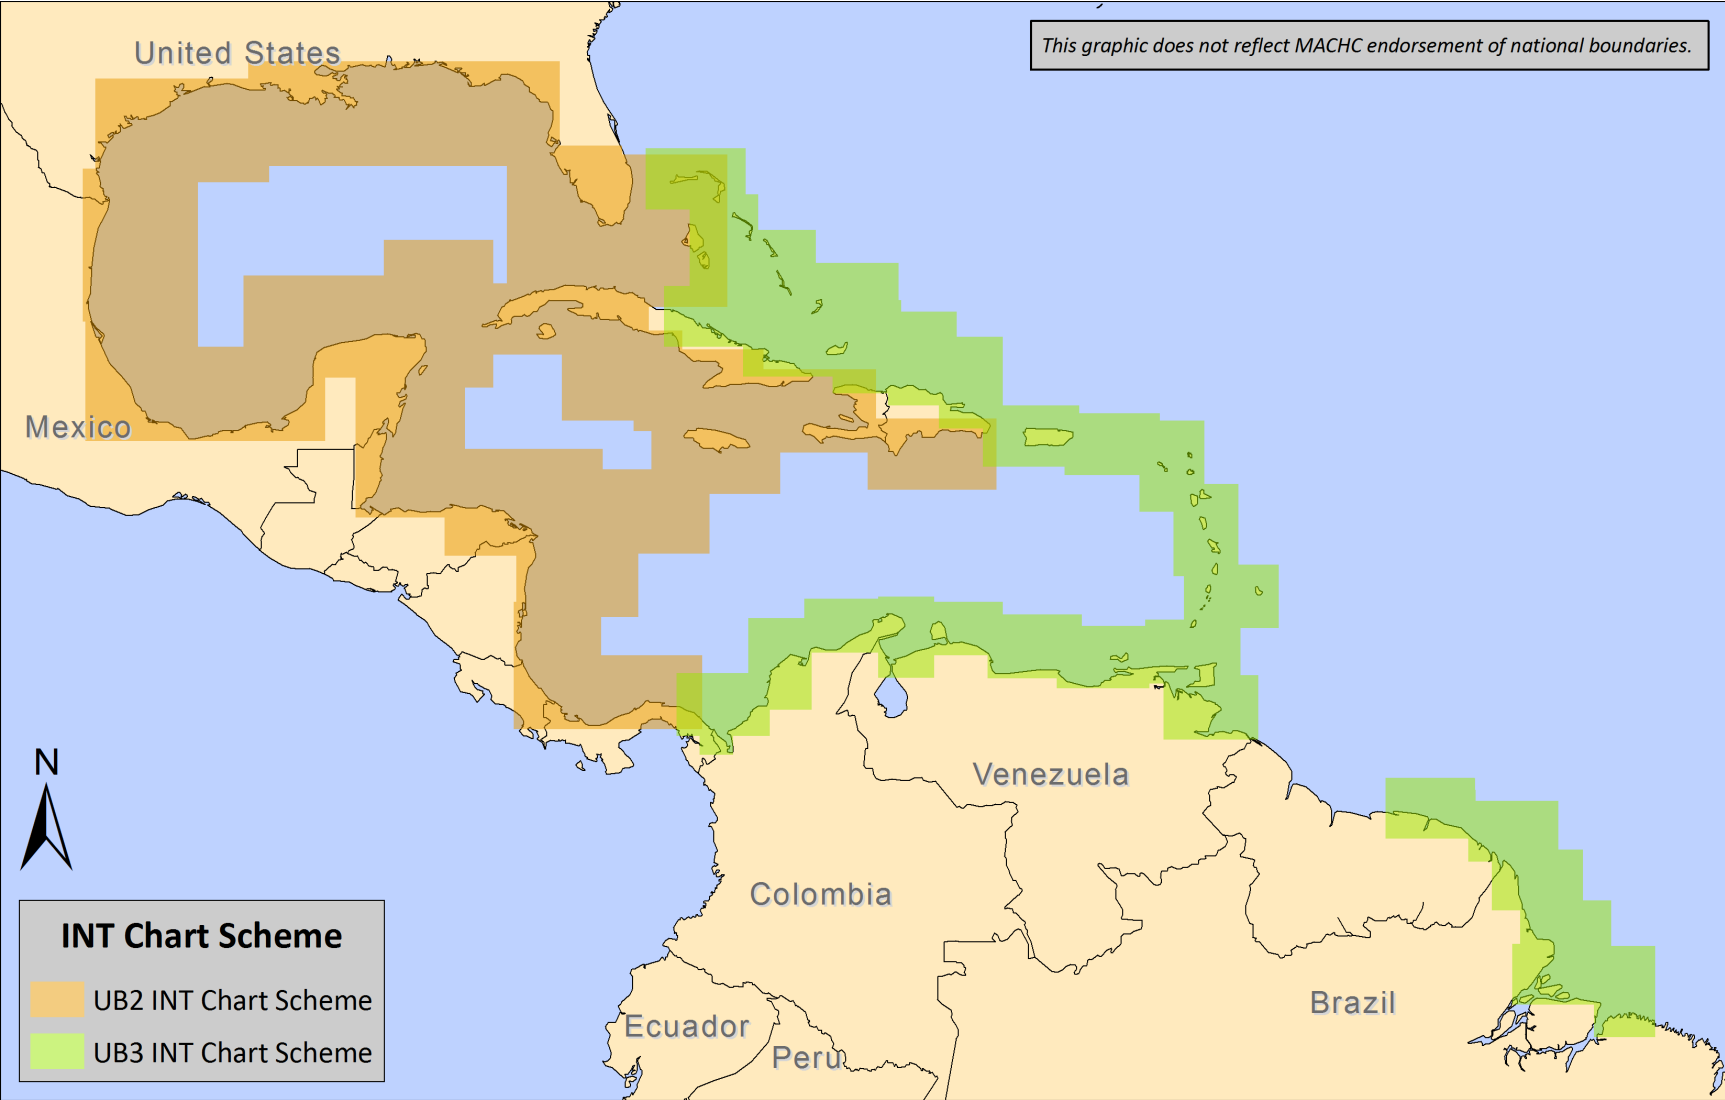 United States
This graphic does not reflect MACHC endorsement of national boundaries.
Mexico
N
Venezuela
Colombia
Brazil
Ecuador
Peru
INT Chart Scheme
UB2 INT Chart Scheme
UB3 INT Chart Scheme